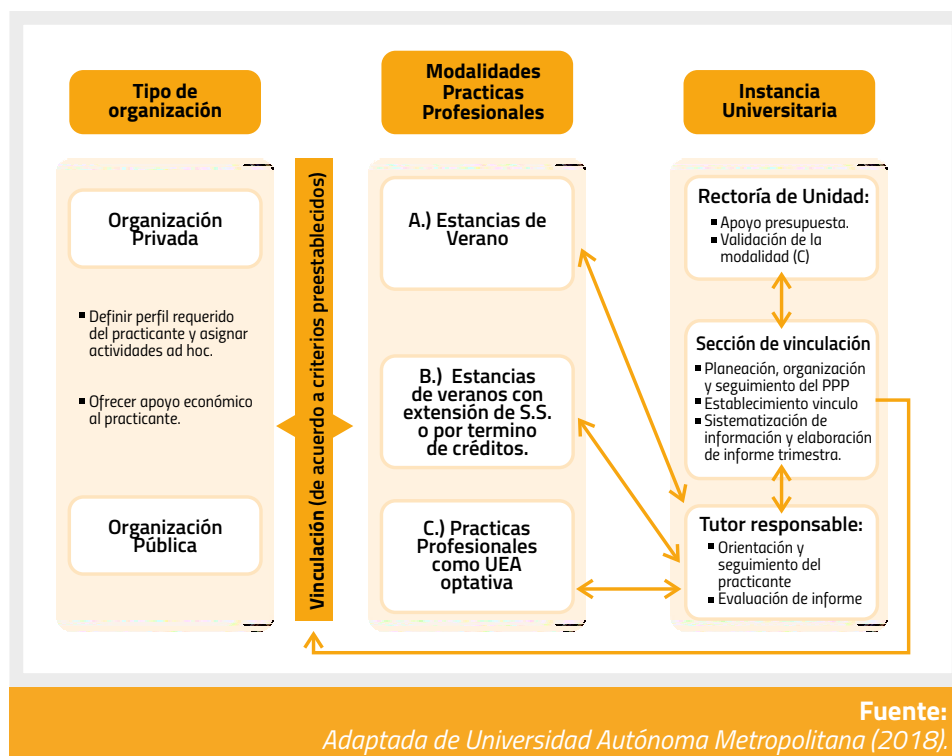 Tipo de
organización
Organización
Privada
▪ Definir perfil requerido
del practicante y asignar
actividades ad hoc.
▪ Ofrecer apoyo económico
al practicante.
Organización
Pública
Vinculación (de acuerdo a criterios preestablecidos)
Modalidades
Practicas
Profesionales
A.) Estancias de
Verano
B.) Estancias
de veranos con
extensión de S.S.
o por termino
de créditos.
C.) Practicas
Profesionales
como UEA
optativa
Instancia
Universitaria
Rectoría de Unidad:
▪ Apoyo presupuesta.
▪ Validación de la
modalidad (C)
Sección de vinculación
▪ Planeación, organización
y seguimiento del PPP
▪ Establecimiento vinculo
▪ Sistematización de
información y elaboración
de informe trimestra.
Tutor responsable:
▪ Orientación y
seguimiento del
practicante
▪ Evaluación de informe
Fuente:
Adaptada de Universidad Autónoma Metropolitana (2018).